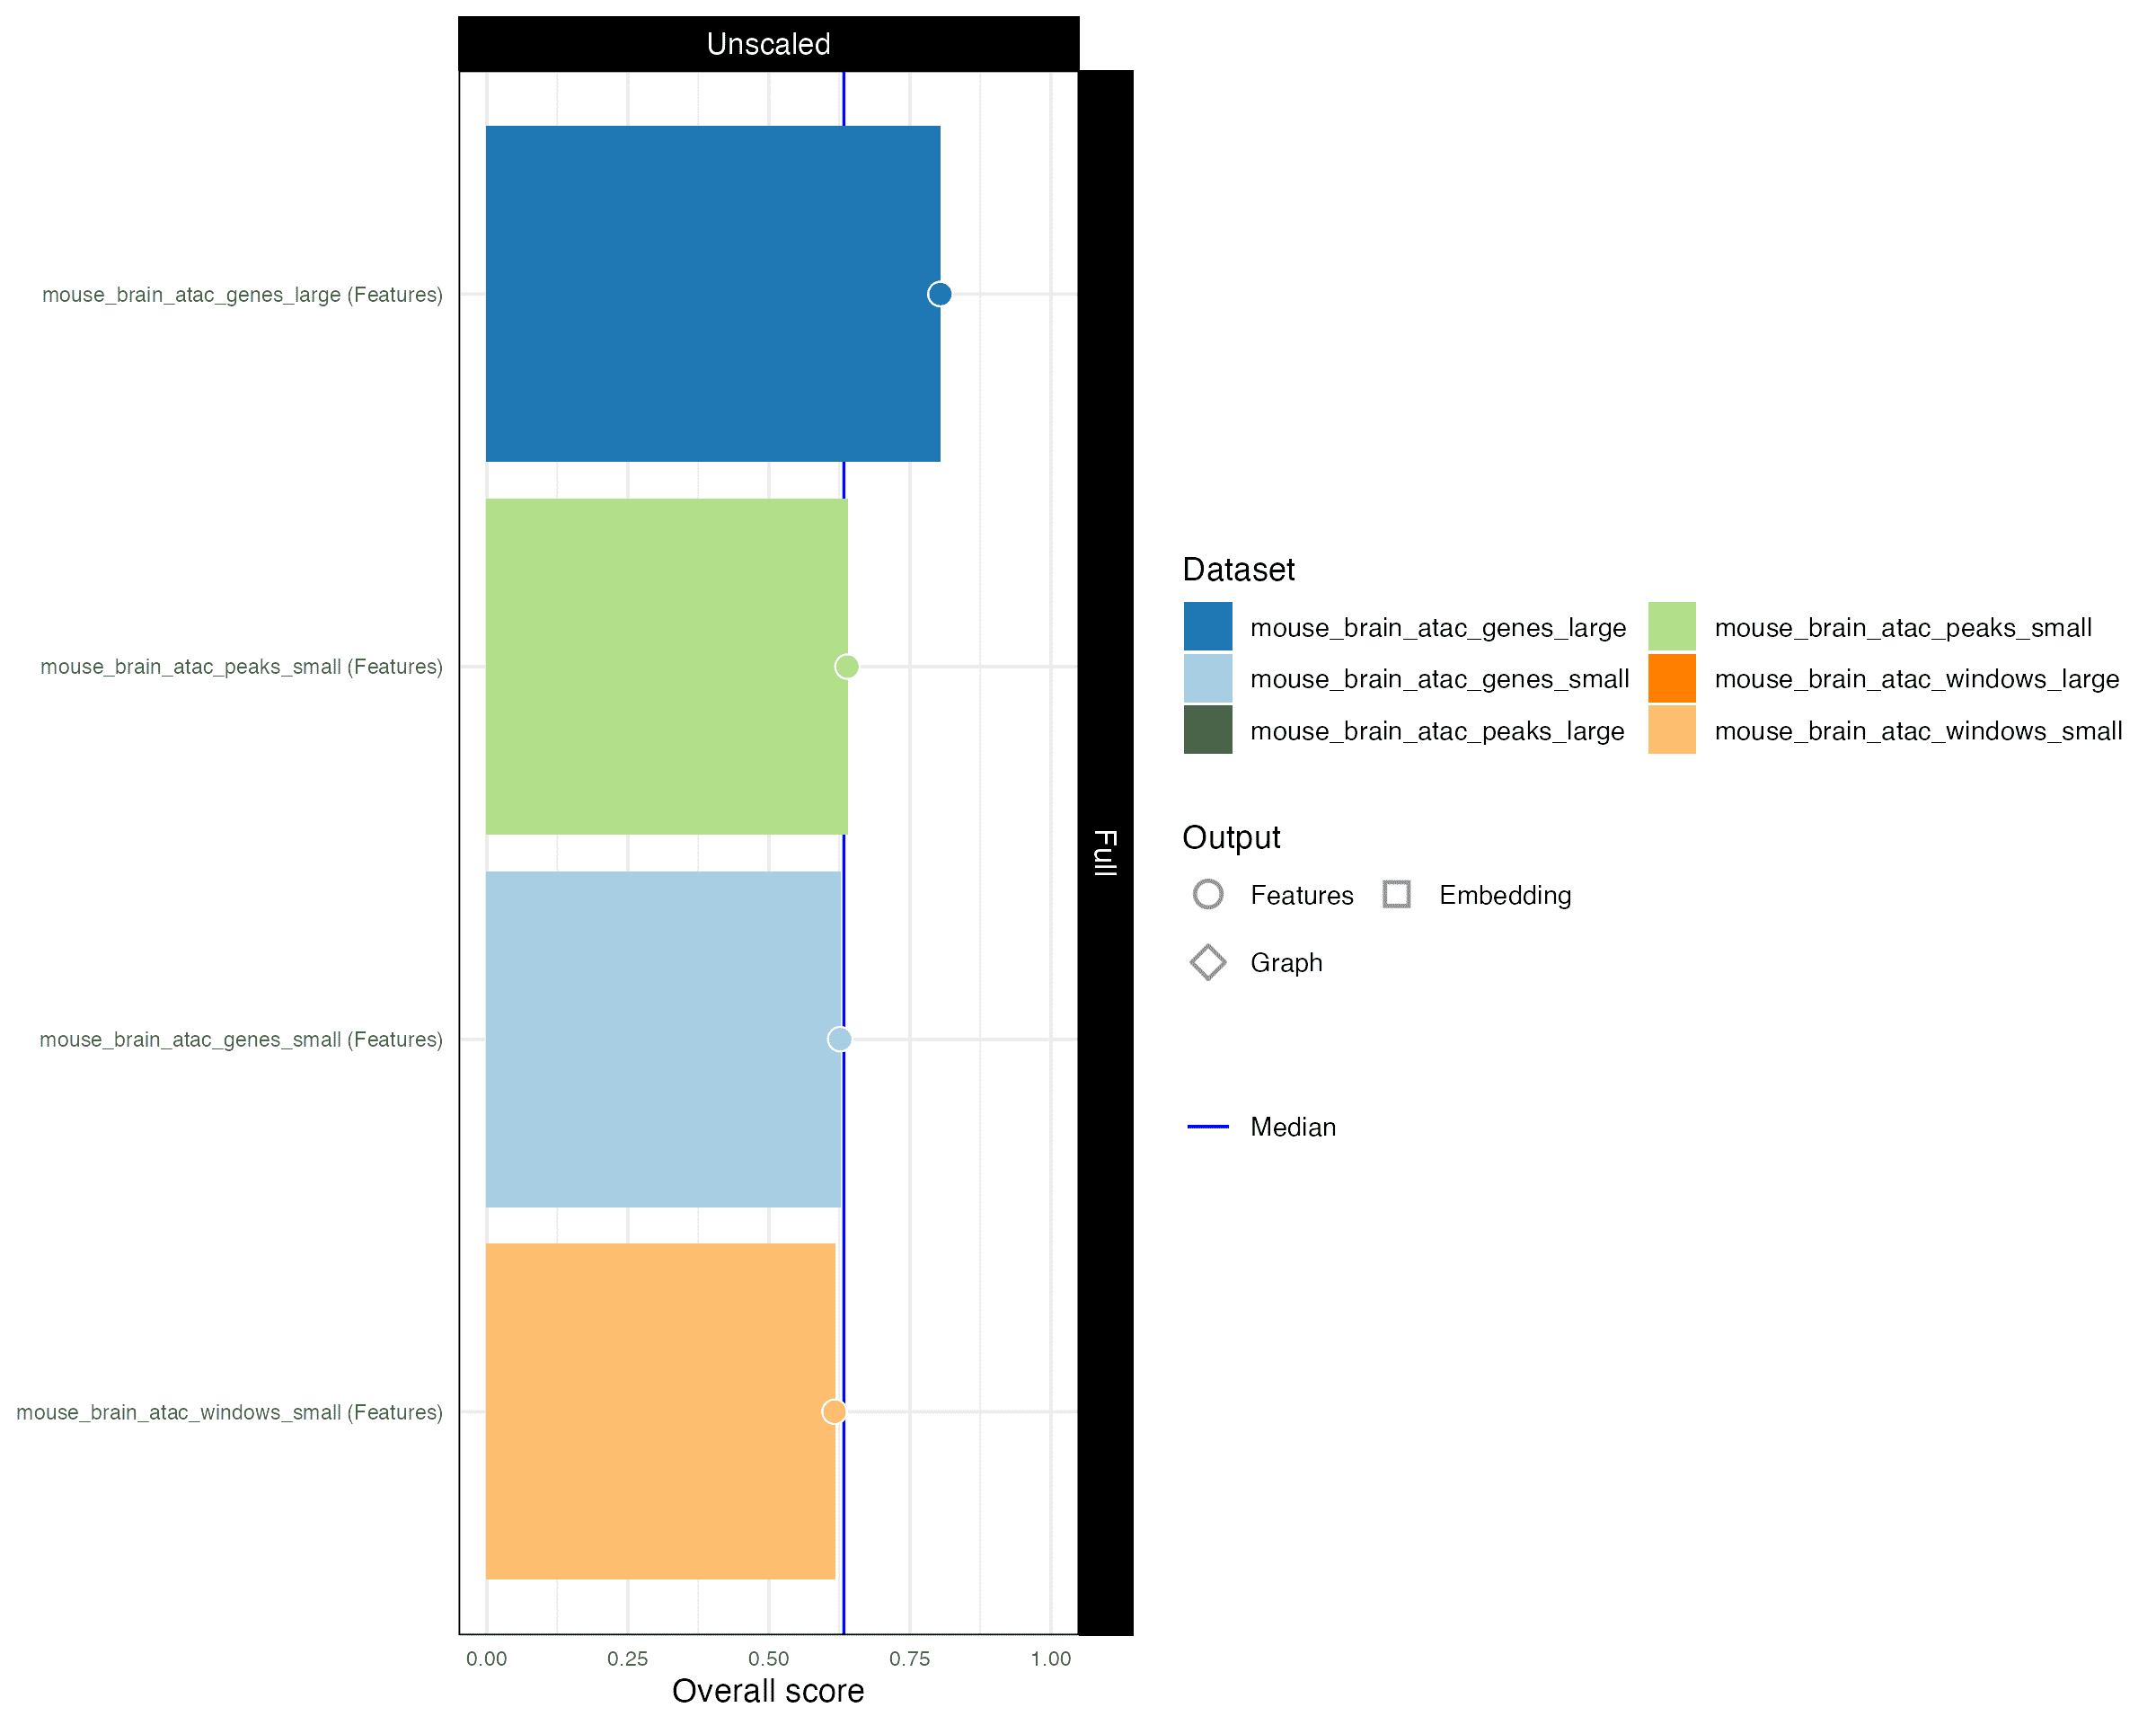 Unscaled
mouse_brain_atac_genes_large (Features)
mouse_brain_atac_peaks_small (Features)
mouse_brain_atac_genes_small (Features)
mouse_brain_atac_windows_small (Features)
0.00 0.25 0.50 0.75 1.00
Overall score
Full
Dataset
mouse_brain_atac_genes_large mouse_brain_atac_peaks_small
mouse_brain_atac_genes_small mouse_brain_atac_windows_large
mouse_brain_atac_peaks_large mouse_brain_atac_windows_small
Output
Features Embedding
Graph
Median